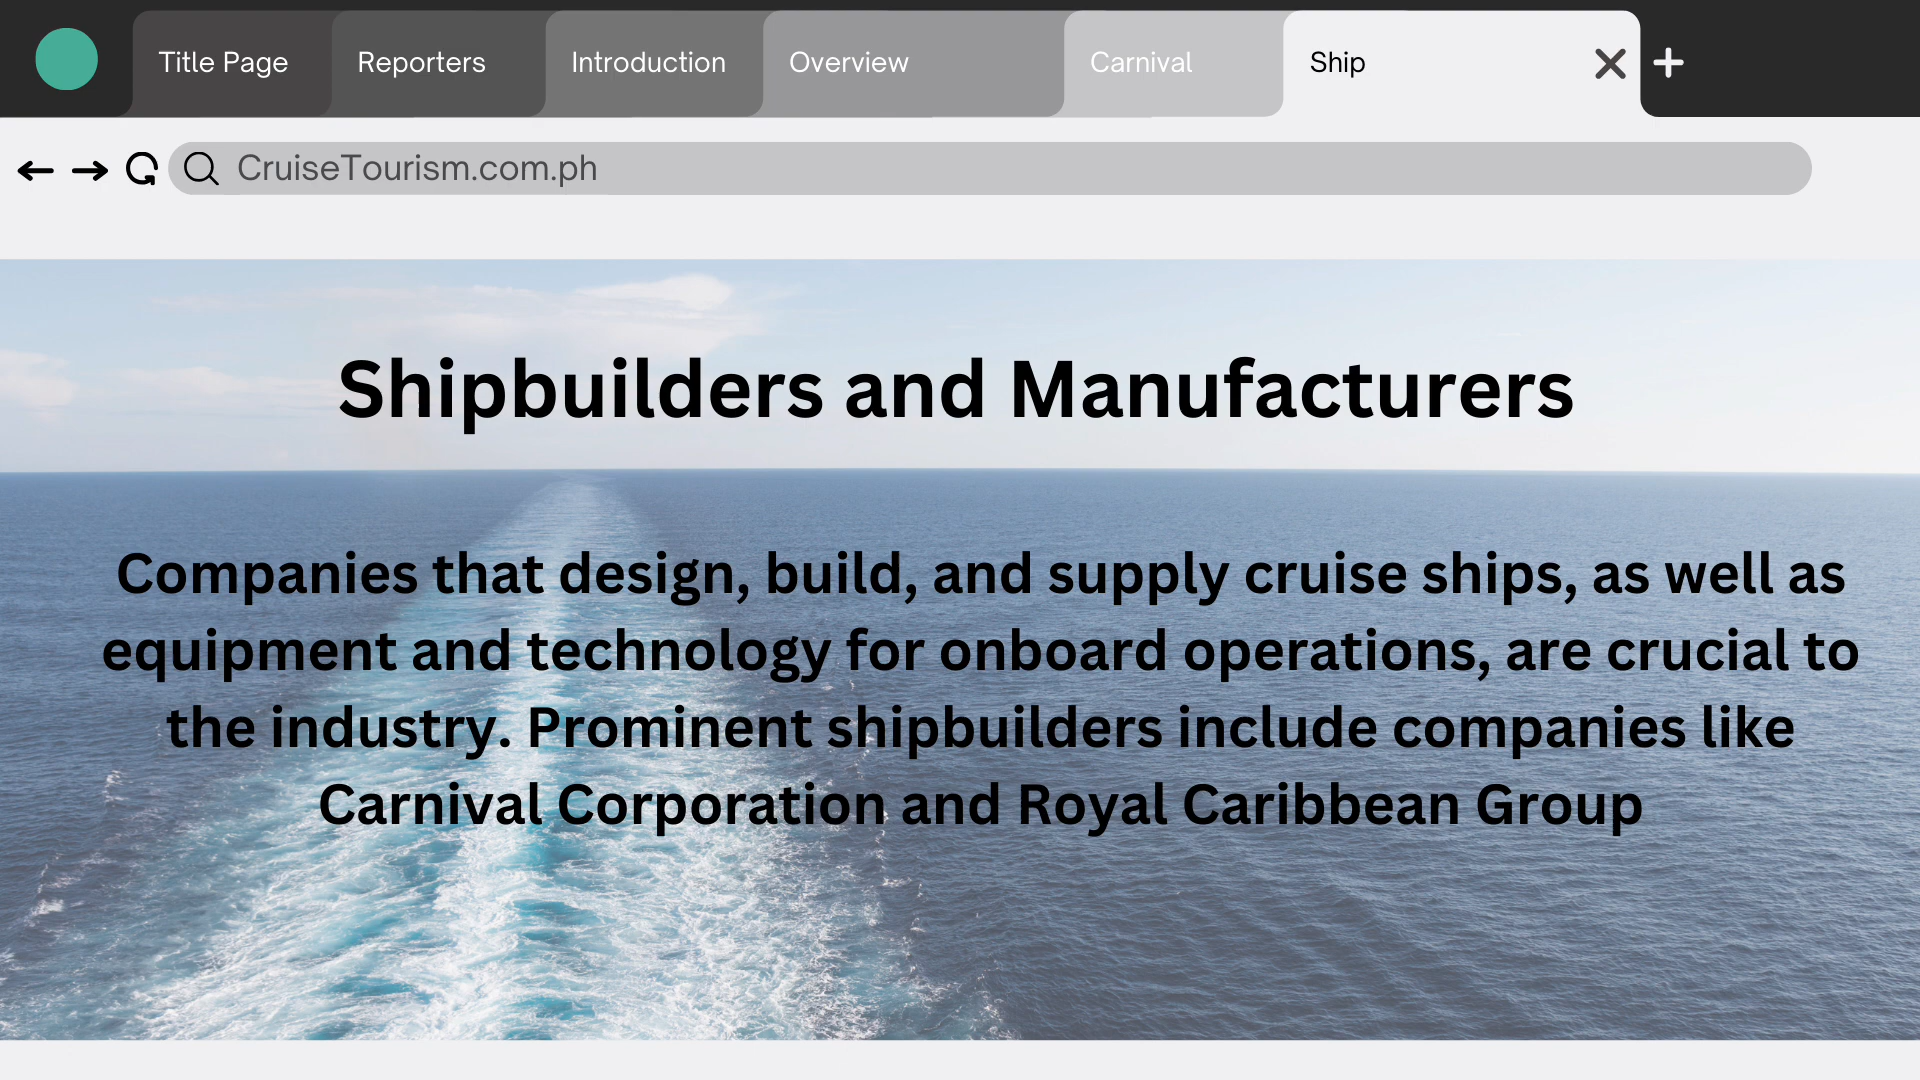 Title Page
Reporters
Introduction
Overview
Carnival
Ship
CruiseTourism.com.ph
Shipbuilders and Manufacturers
Companies that design, build, and supply cruise ships, as well as
equipment and technology for onboard operations, are crucial to
the industry. Prominent shipbuilders include companies like
Carnival Corporation and Royal Caribbean Group